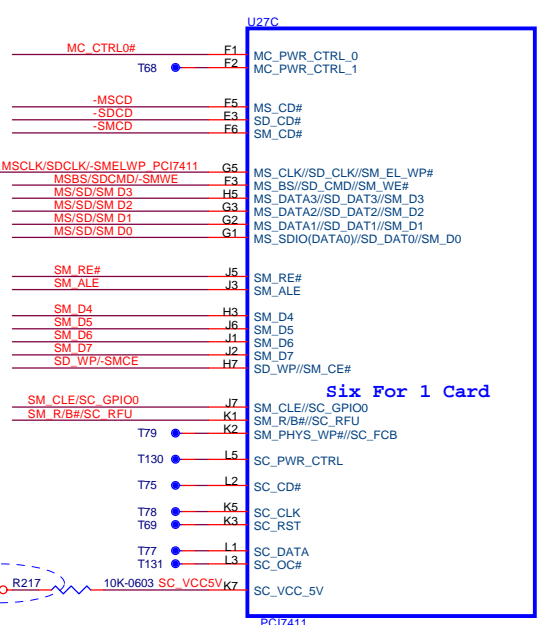 U27C
MC_CTRL0# F1 MC_PWR_CTRL_0
T68 F2 MC_PWR_CTRL_1
-MSCD F5 MS_CD#
-SDCD E3 SD_CD#
-SMCD F6 SM_CD#
MSCLK/SDCLK/-SMELWP_PCI7411 G5 MS_CLK//SD_CLK//SM_EL_WP#
MSBS/SDCMD/-SMWE F3 MS_BS//SD_CMD//SM_WE#
MS/SD/SM D3 H5 MS_DATA3//SD_DAT3//SM_D3
MS/SD/SM D2 G3 MS_DATA2//SD_DAT2//SM_D2
MS/SD/SM D1 G2 MS_DATA1//SD_DAT1//SM_D1
MS/SD/SM D0 G1 MS_SDIO(DATA0)//SD_DAT0//SM_D0
SM_RE# J5 SM_RE#
SM_ALE J3 SM_ALE
SM_D4 H3 SM_D4
SM_D5 J6 SM_D5
SM_D6 J1 SM_D6
SM_D7 J2 SM_D7
SD_WP/-SMCE H7 SD_WP//SM_CE#
Six For 1 Card
SM_CLE/SC_GPIO0 J7 SM_CLE//SC_GPIO0
SM_R/B#/SC_RFU K1 SM_R/B#//SC_RFU
T79 K2 SM_PHYS_WP#//SC_FCB
T130 L5 SC_PWR_CTRL
T75 L2 SC_CD#
T78 K5 SC_CLK
T69 K3 SC_RST
T77 L1 SC_DATA
T131 L3 SC_OC#
R217 10K-0603 SC_VCC5V K7 SC_VCC_5V
PCI7411